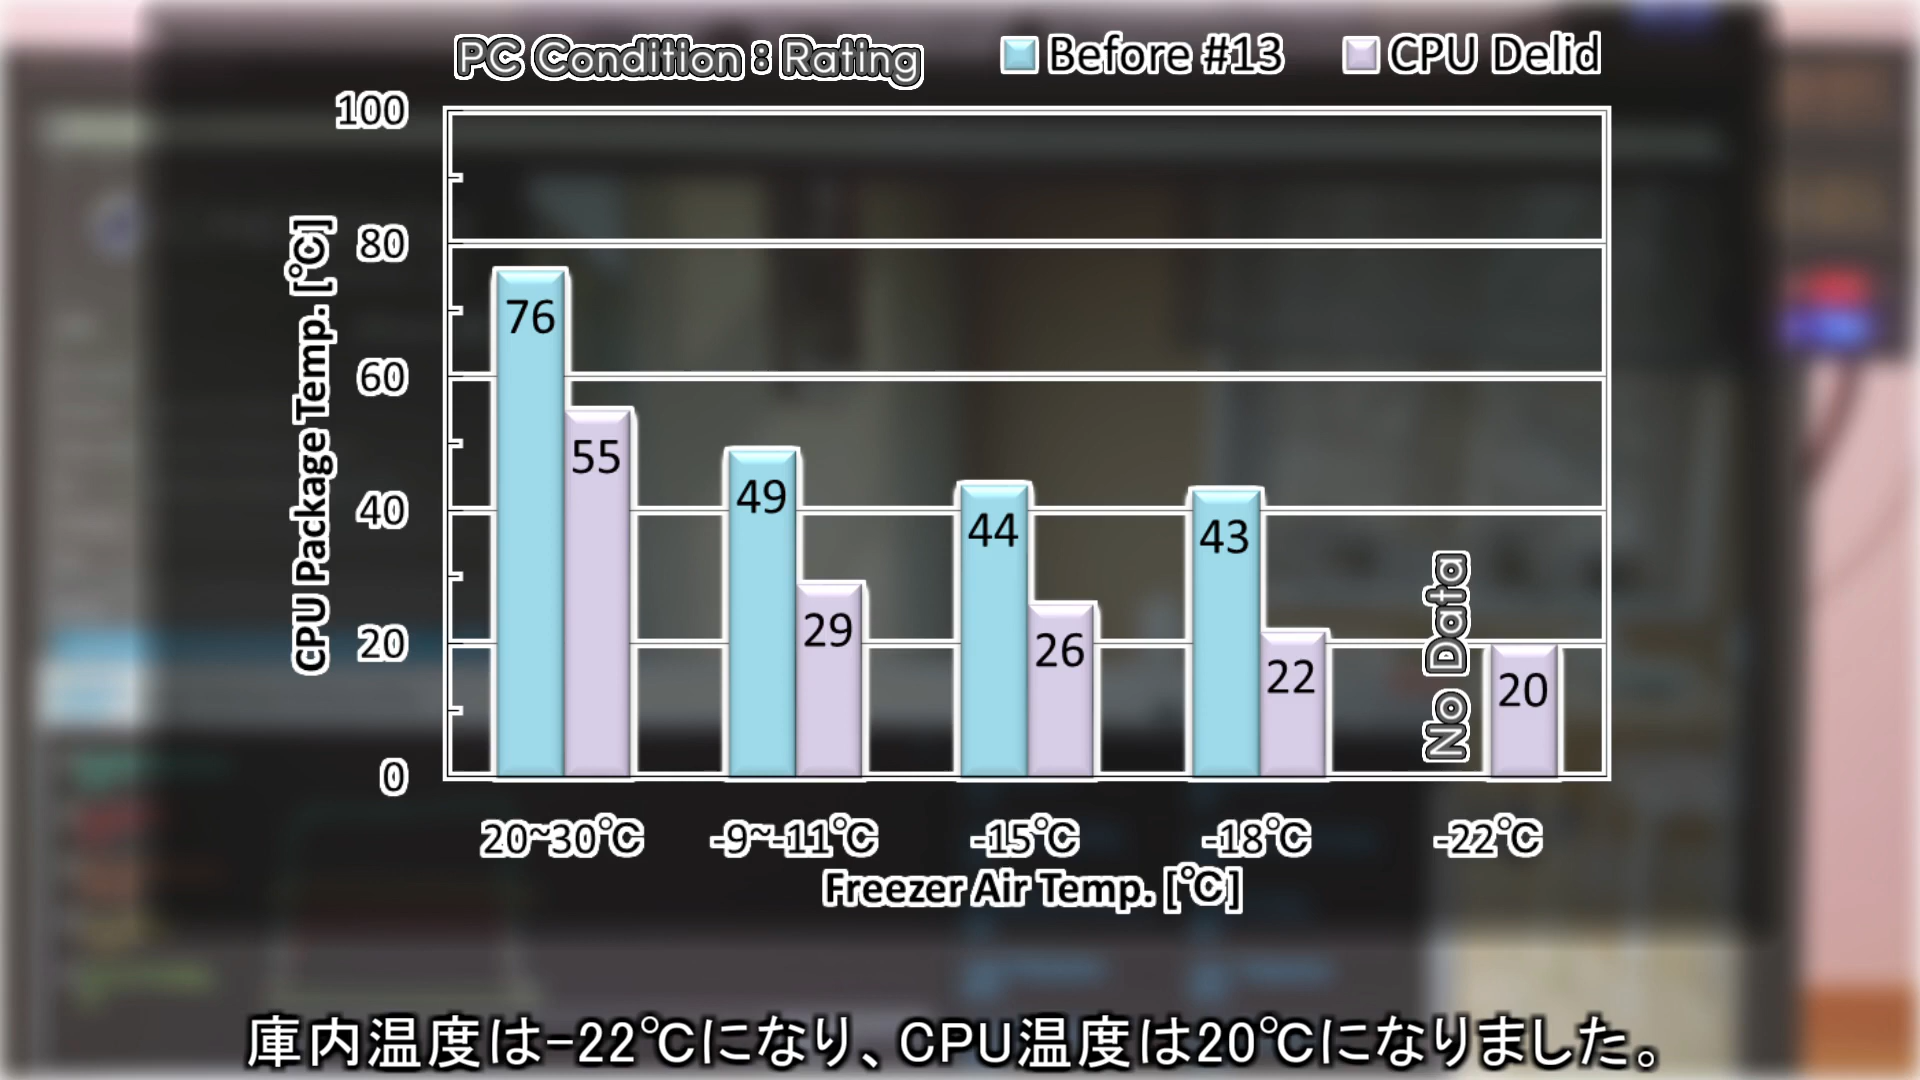 PC Condition : Rating
Before #13
CPU Delid
CPU Package Temp. [℃]
100
80
60
40
20
0
76
55
49
29
44
26
43
22
No Data
20
20~30℃
-9~-11℃
-15℃
-18℃
-22℃
Freezer Air Temp. [℃]
庫内温度は-22℃になり、CPU温度は20℃になりました。